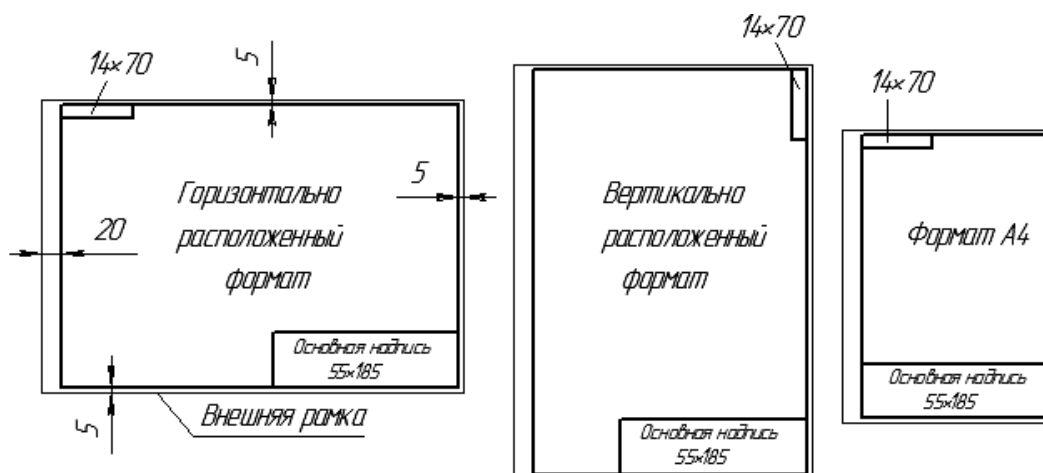 14×70
5
Горизонтально
расположенный
формат
5
20
Основная надпись
55×185
5
Внешняя рамка
14×70
Вертикально
расположенный
формат
Основная надпись
55×185
14×70
Формат А4
Основная надпись
55×185